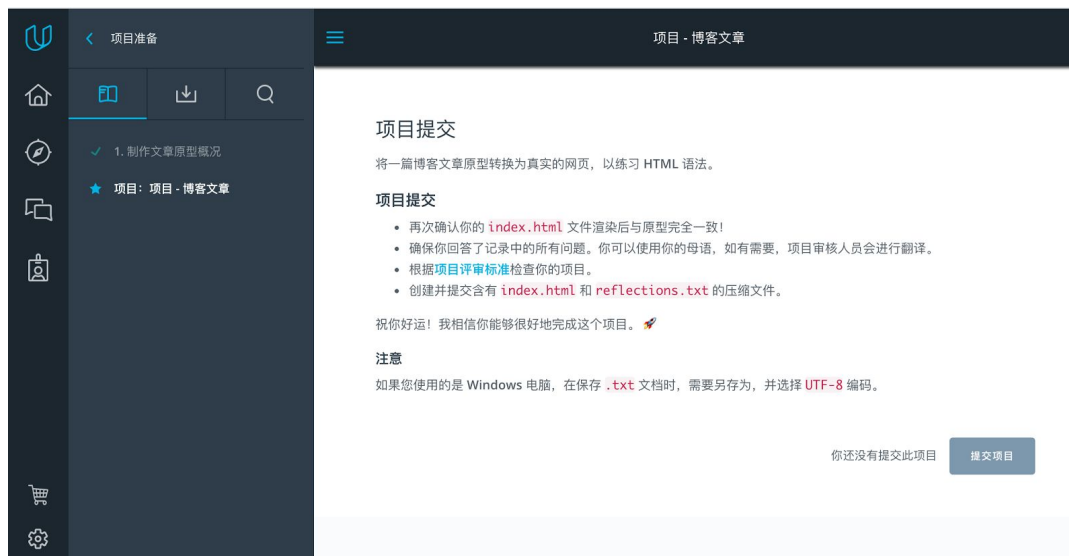 项目准备
项目 - 博客文章
1. 制作文章原型概况
项目：项目 - 博客文章
项目提交
将一篇博客文章原型转换为真实的网页，以练习 HTML 语法。
项目提交
再次确认你的 index.html 文件渲染后与原型完全一致！
确保你回答了记录中的所有问题。你可以使用你的母语，如有需要，项目审核人员会进行翻译。
根据项目评审标准检查你的项目。
创建并提交含有 index.html 和 reflections.txt 的压缩文件。
祝你好运！我相信你能够很好地完成这个项目。🚀
注意
如果您使用的是 Windows 电脑，在保存 .txt 文档时，需要另存为，并选择 UTF-8 编码。
你还没有提交此项目
提交项目